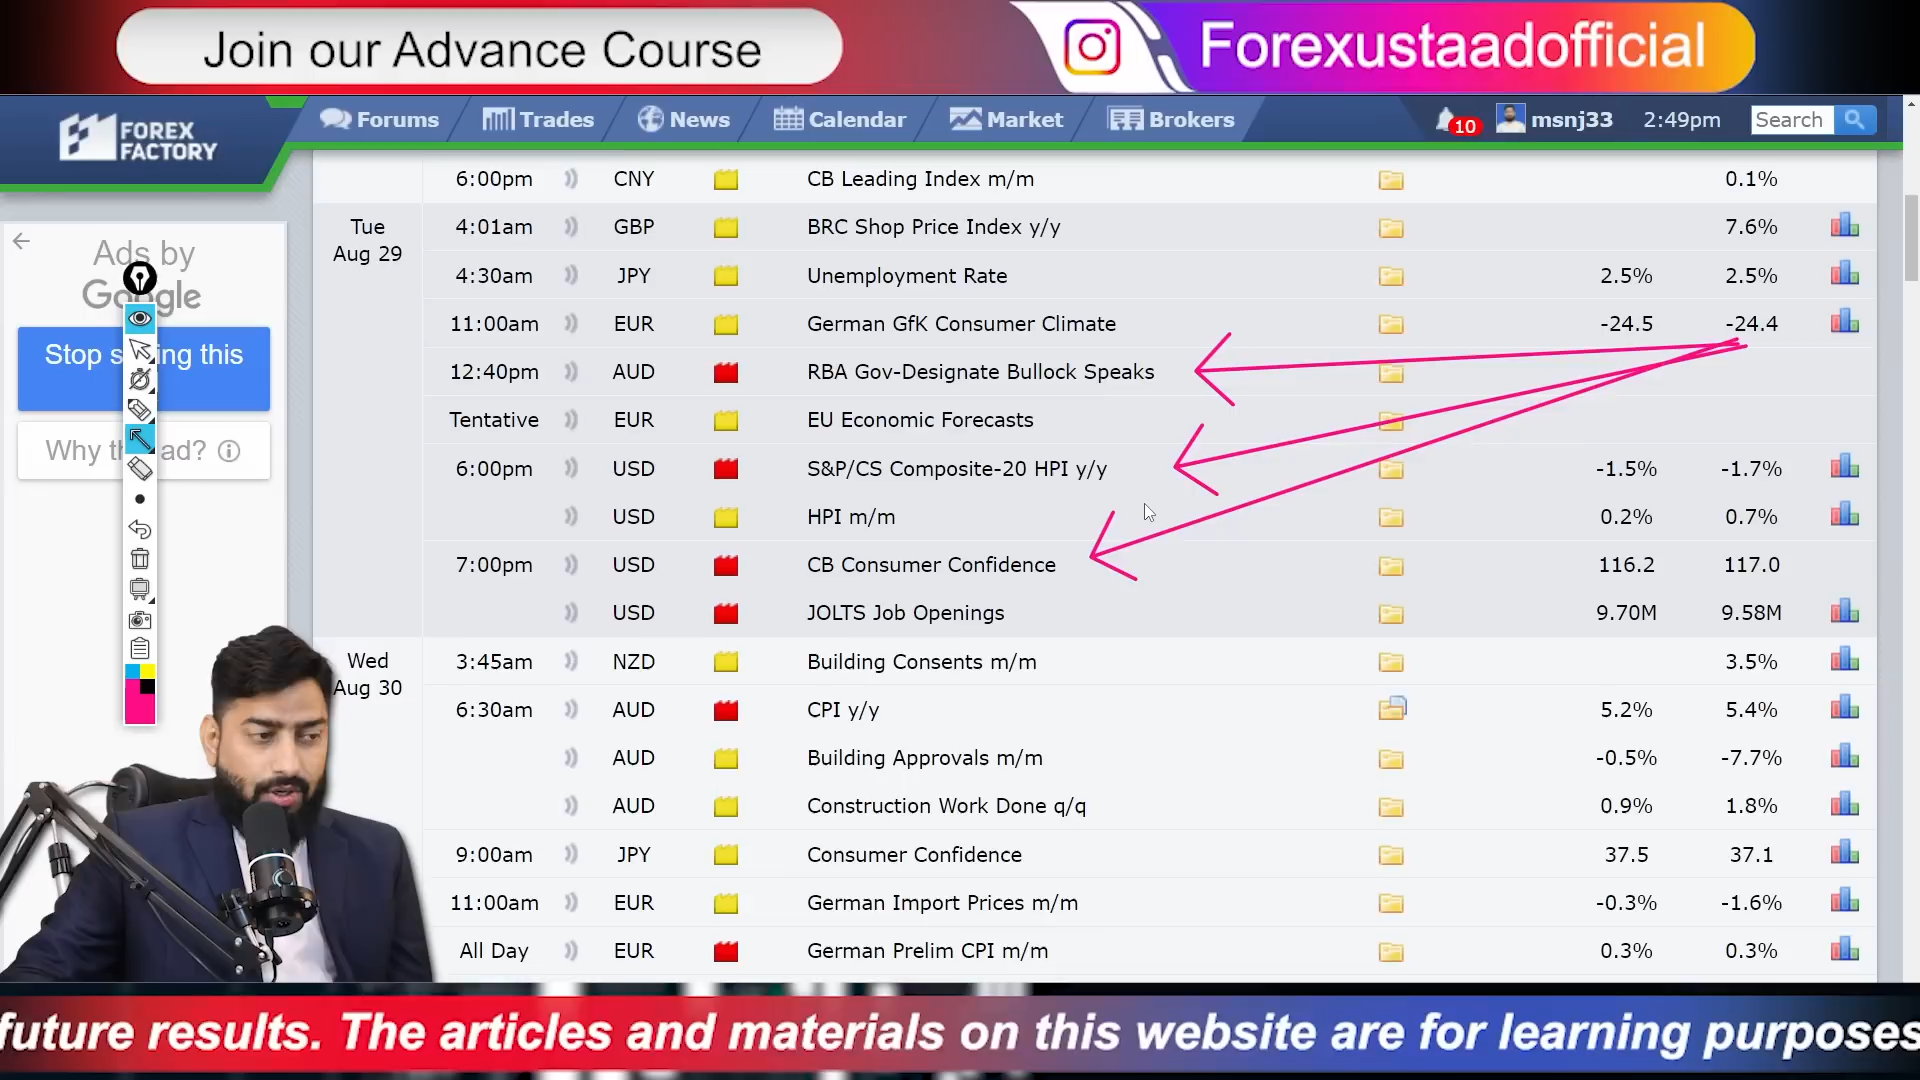 Join our Advance Course
Forexustaadofficial
FOREX FACTORY
Forums Trades News Calendar Market Brokers 10 msnj33 2:49pm Search
6:00pm CNY CB Leading Index m/m 0.1%
Tue Aug 29
4:01am GBP BRC Shop Price Index y/y 7.6%
4:30am JPY Unemployment Rate 2.5% 2.5%
11:00am EUR German GfK Consumer Climate -24.5 -24.4
12:40pm AUD RBA Gov-Designate Bullock Speaks
Tentative EUR EU Economic Forecasts
6:00pm USD S&P/CS Composite-20 HPI y/y -1.5% -1.7%
USD HPI m/m 0.2% 0.7%
7:00pm USD CB Consumer Confidence 116.2 117.0
USD JOLTS Job Openings 9.70M 9.58M
Wed Aug 30
3:45am NZD Building Consents m/m 3.5%
6:30am AUD CPI y/y 5.2% 5.4%
AUD Building Approvals m/m -0.5% -7.7%
AUD Construction Work Done q/q 0.9% 1.8%
9:00am JPY Consumer Confidence 37.5 37.1
11:00am EUR German Import Prices m/m -0.3% -1.6%
All Day EUR German Prelim CPI m/m 0.3% 0.3%
Ads by
Google
Stop this
Why ad?
future results. The articles and materials on this website are for learning purposes